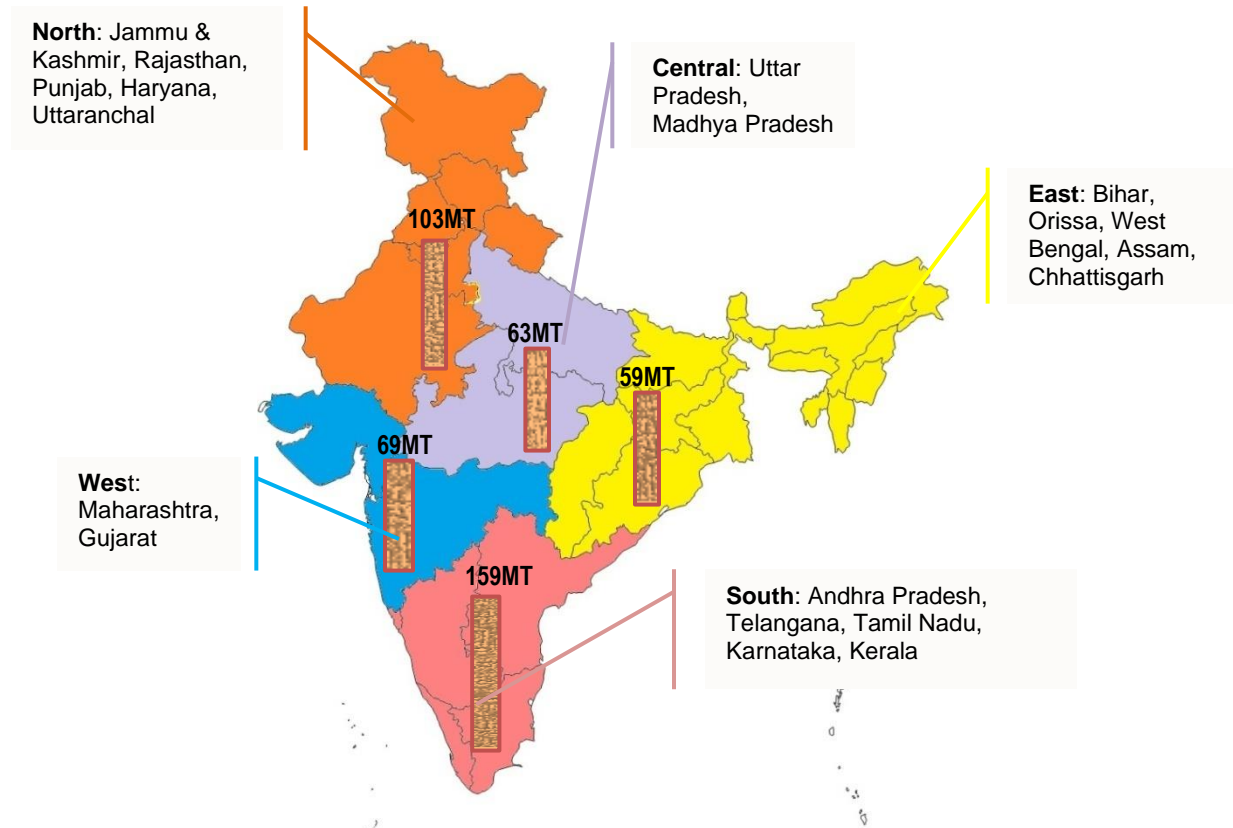 North: Jammu &
Kashmir, Rajasthan,
Punjab, Haryana,
Uttaranchal
Central: Uttar
Pradesh,
Madhya Pradesh
East: Bihar,
Orissa, West
Bengal, Assam,
Chhattisgarh
103MT
63MT
59MT
69MT
West:
Maharashtra,
Gujarat
159MT
South: Andhra Pradesh,
Telangana, Tamil Nadu,
Karnataka, Kerala